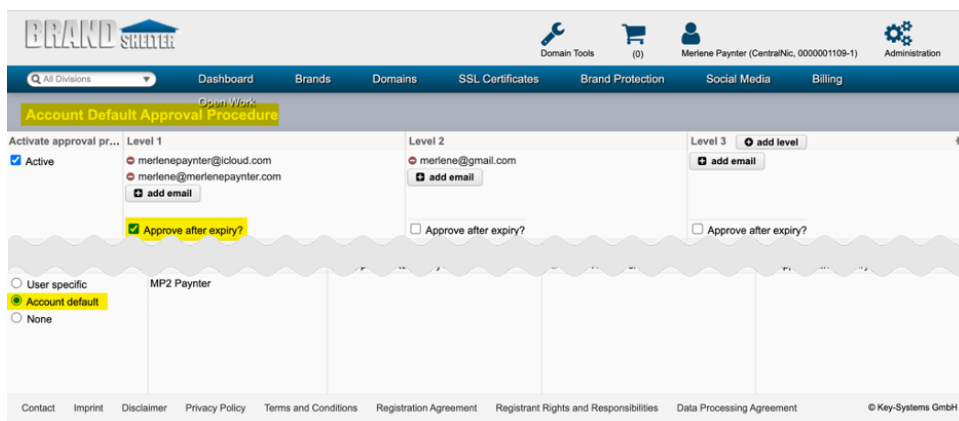 BRAND SHELTER
Domain Tools
(0)
Merlene Paynter (CentralNic, 0000001109-1)
Administration
All Divisions
Dashboard
Brands
Domains
SSL Certificates
Brand Protection
Social Media
Billing
Open Work
Account Default Approval Procedure
Activate approval pr... Level 1 Level 2 Level 3 add level
Active merlenepaynter@icloud.com merlene@gmail.com add email
merlene@merlenepaynter.com add email
add email
Approve after expiry? Approve after expiry? Approve after expiry?
User specific MP2 Paynter
Account default
None
Contact Imprint Disclaimer Privacy Policy Terms and Conditions Registration Agreement Registrant Rights and Responsibilities Data Processing Agreement © Key-Systems GmbH